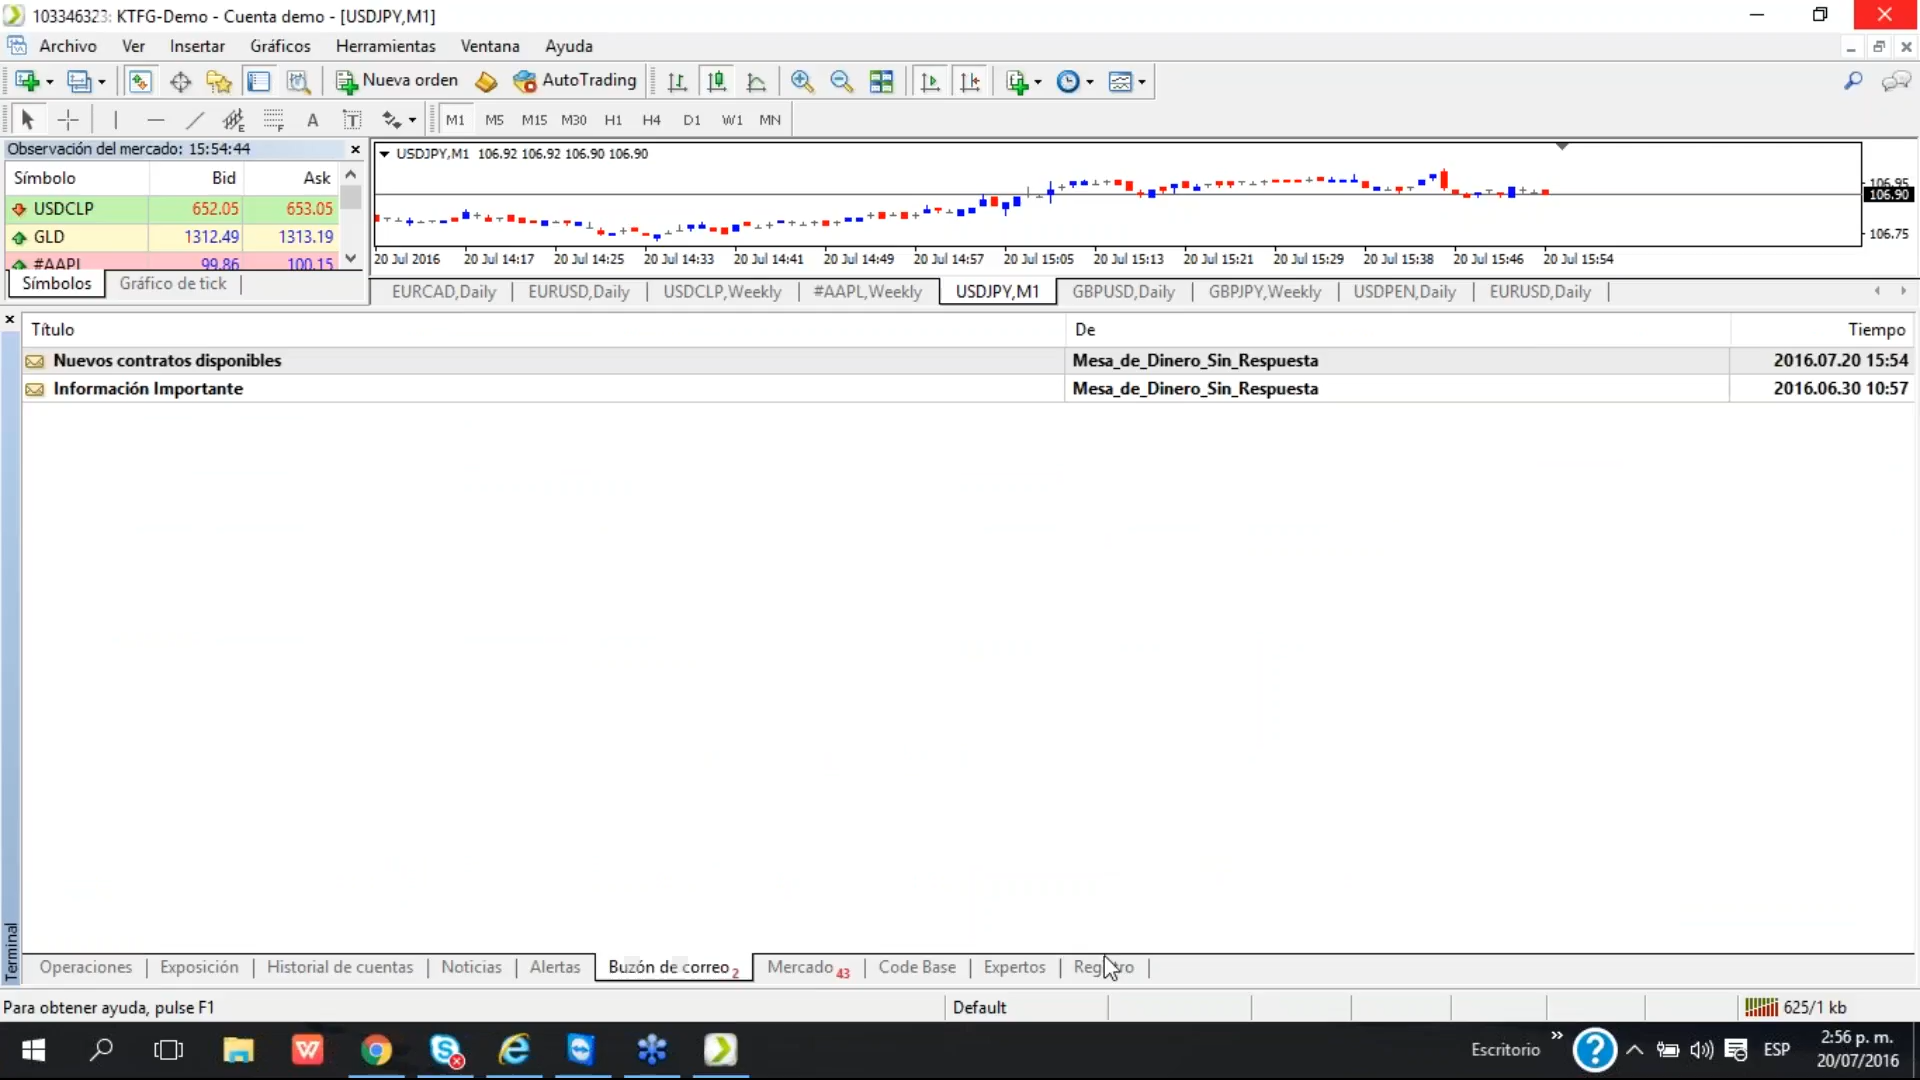 103346323: KTFG-Demo - Cuenta demo - [USDJPY,M1]
Archivo Ver Insertar Gráficos Herramientas Ventana Ayuda
Nueva orden AutoTrading
A T M1 M5 M15 M30 H1 H4 D1 W1 MN
Observación del mercado: 15:54:44
Símbolo Bid Ask
USDCLP 652.05 653.05
GLD 1312.49 1313.19
#AAPL 99.86 100.15
Símbolos Gráfico de tick
USDJPY,M1 106.92 106.92 106.90 106.90
106.95
106.90
106.75
20 Jul 2016 20 Jul 14:17 20 Jul 14:25 20 Jul 14:33 20 Jul 14:41 20 Jul 14:49 20 Jul 14:57 20 Jul 15:05 20 Jul 15:13 20 Jul 15:21 20 Jul 15:29 20 Jul 15:38 20 Jul 15:46 20 Jul 15:54
EURCAD,Daily EURUSD,Daily USDCLP,Weekly #AAPL,Weekly USDJPY,M1 GBPUSD,Daily GBPJPY,Weekly USDPEN,Daily EURUSD,Daily
Título De Tiempo
Nuevos contratos disponibles Mesa_de_Dinero_Sin_Respuesta 2016.07.20 15:54
Información Importante Mesa_de_Dinero_Sin_Respuesta 2016.06.30 10:57
Terminal
Operaciones Exposición Historial de cuentas Noticias Alertas Buzón de correo 2 Mercado 43 Code Base Expertos Registro
Para obtener ayuda, pulse F1 Default 625/1 kb
Escritorio ESP 2:56 p. m.
20/07/2016